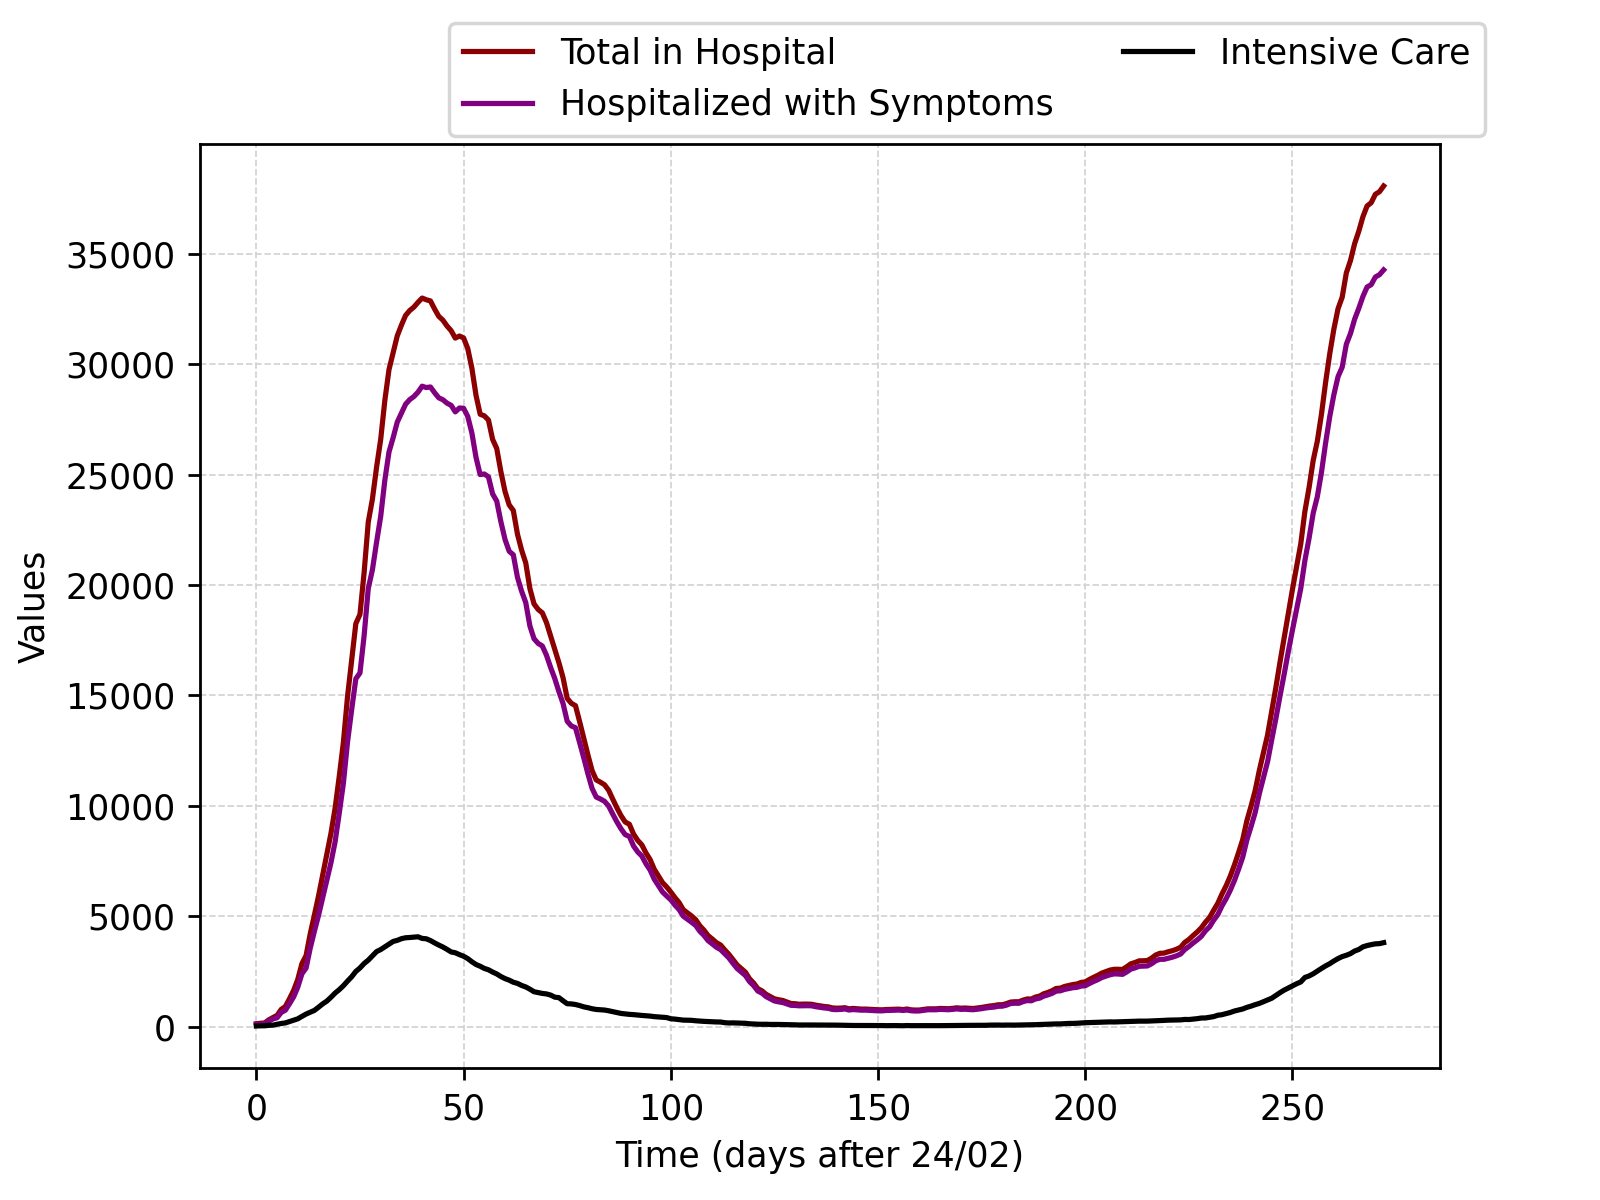 Total in Hospital
Hospitalized with Symptoms
Intensive Care
35000
30000
25000
20000
15000
10000
5000
0
Values
0 50 100 150 200 250
Time (days after 24/02)